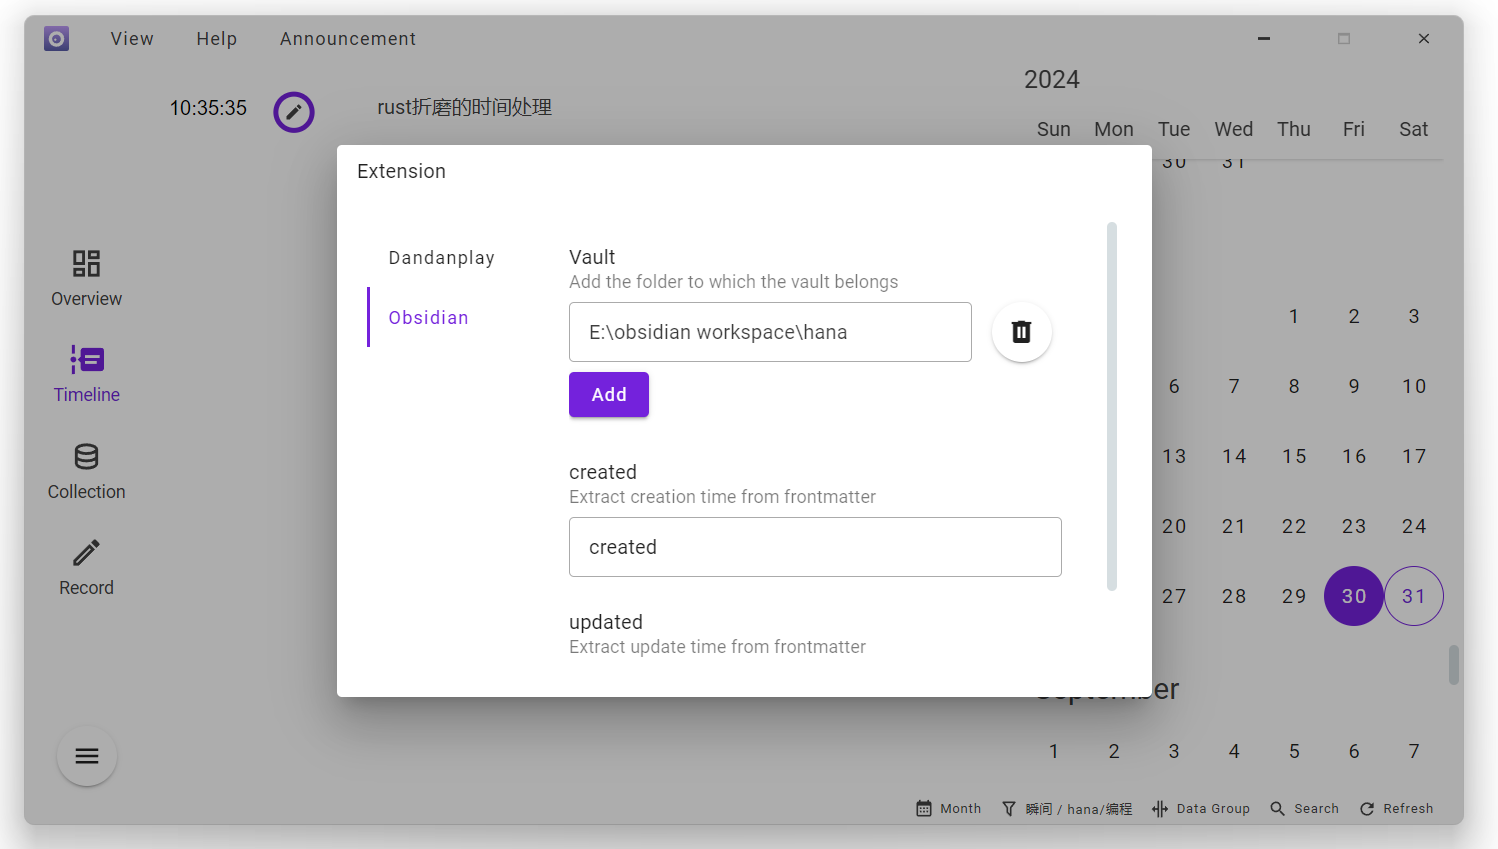 View Help Announcement
10:35:35 rust折磨的时间处理
2024
Sun Mon Tue Wed Thu Fri Sat
30 31
Extension
Dandanplay
Obsidian
Vault
Add the folder to which the vault belongs
E:\obsidian workspace\hana
Add
created
Extract creation time from frontmatter
created
updated
Extract update time from frontmatter
Overview
Timeline
Collection
Record
1 2 3
6 7 8 9 10
13 14 15 16 17
20 21 22 23 24
27 28 29 30 31
September
1 2 3 4 5 6 7
Month 瞬间 / hana/编程 Data Group Search Refresh